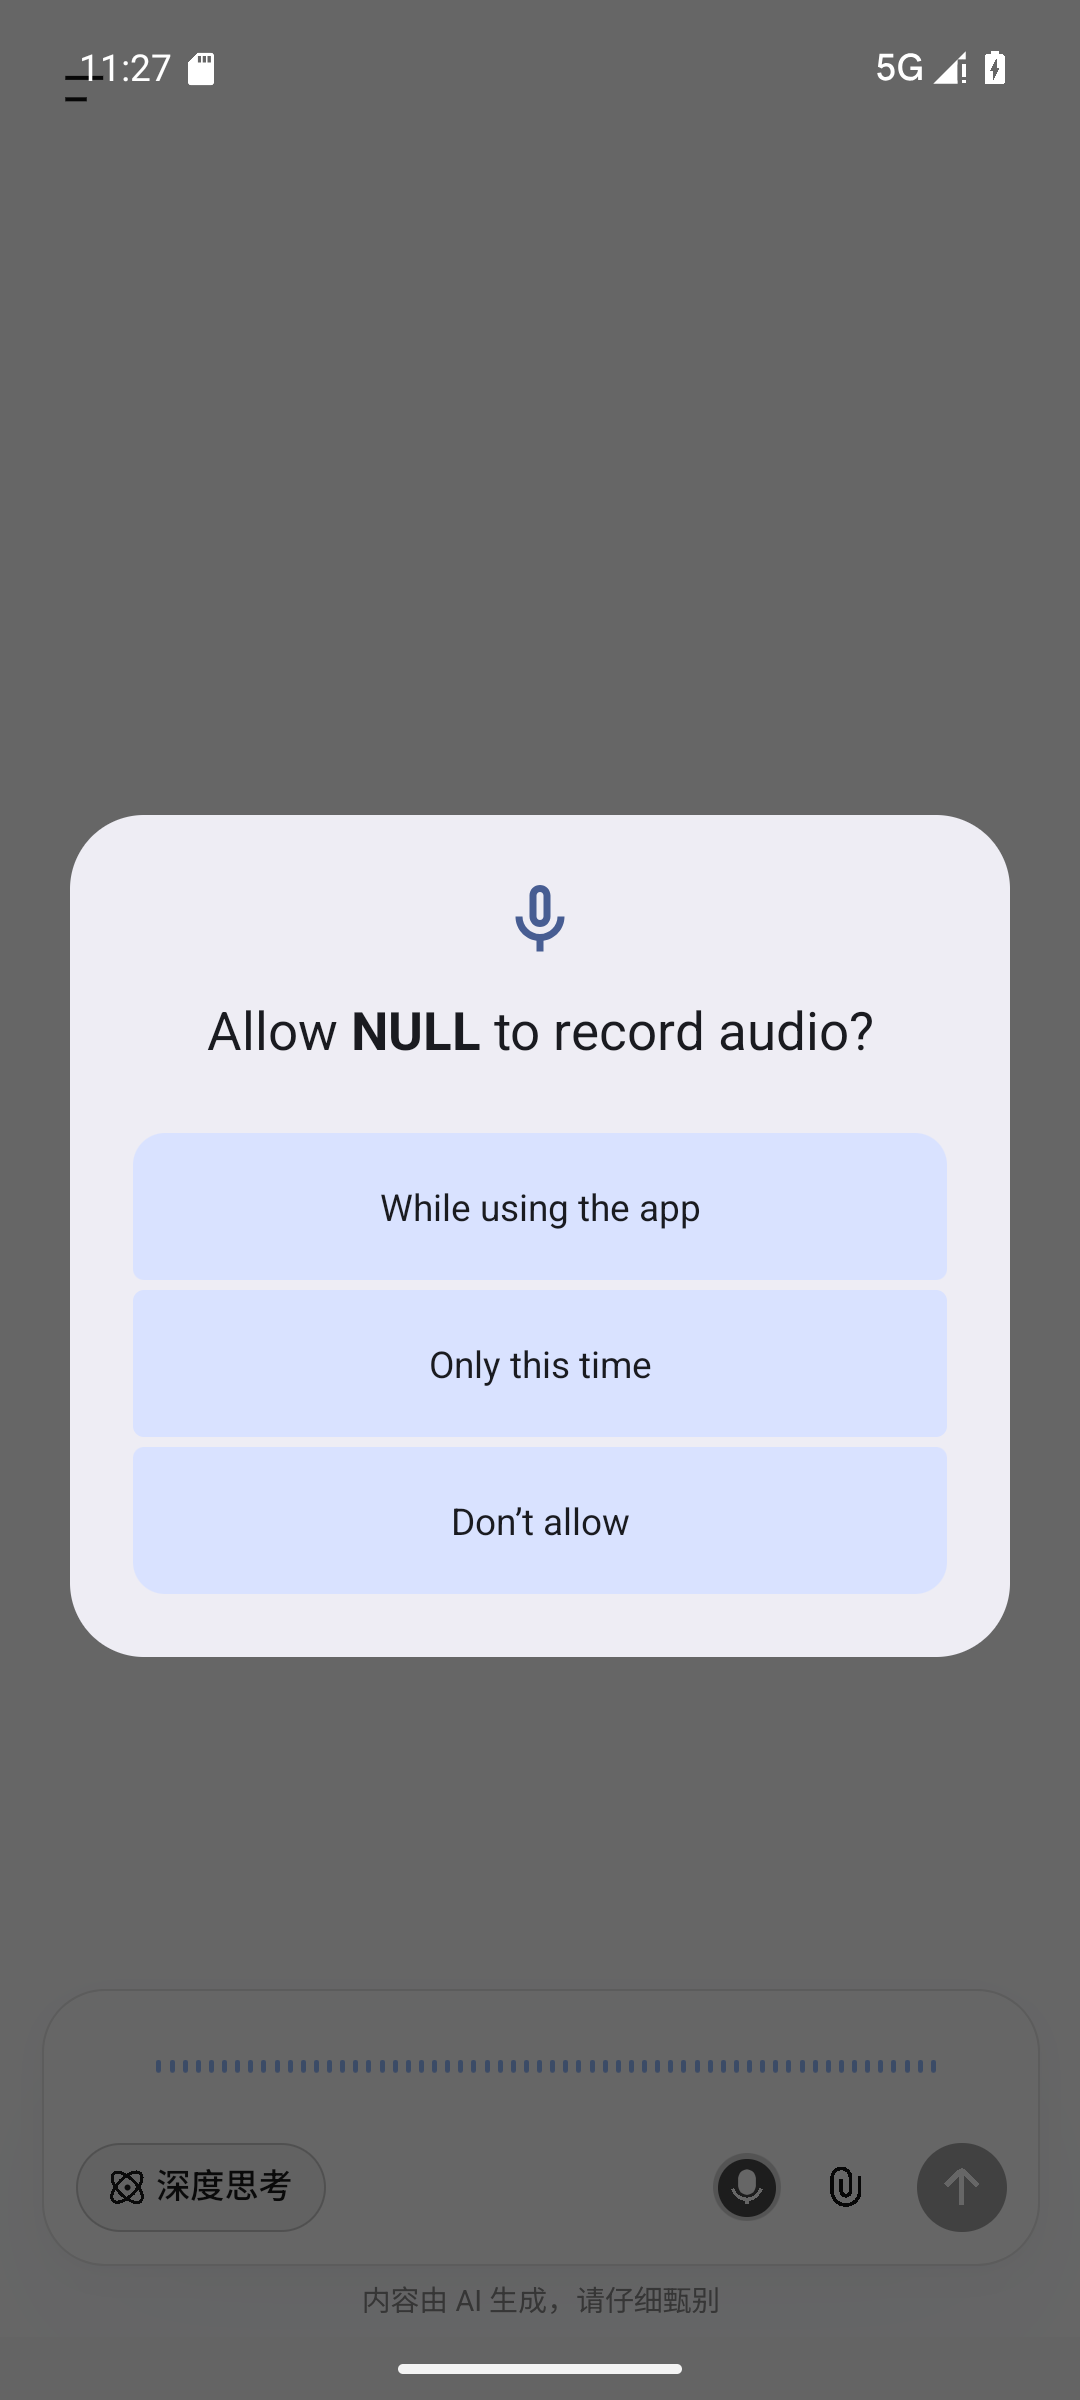 11:27
5G
Allow NULL to record audio?
While using the app
Only this time
Don’t allow
深度思考
内容由 AI 生成，请仔细甄别